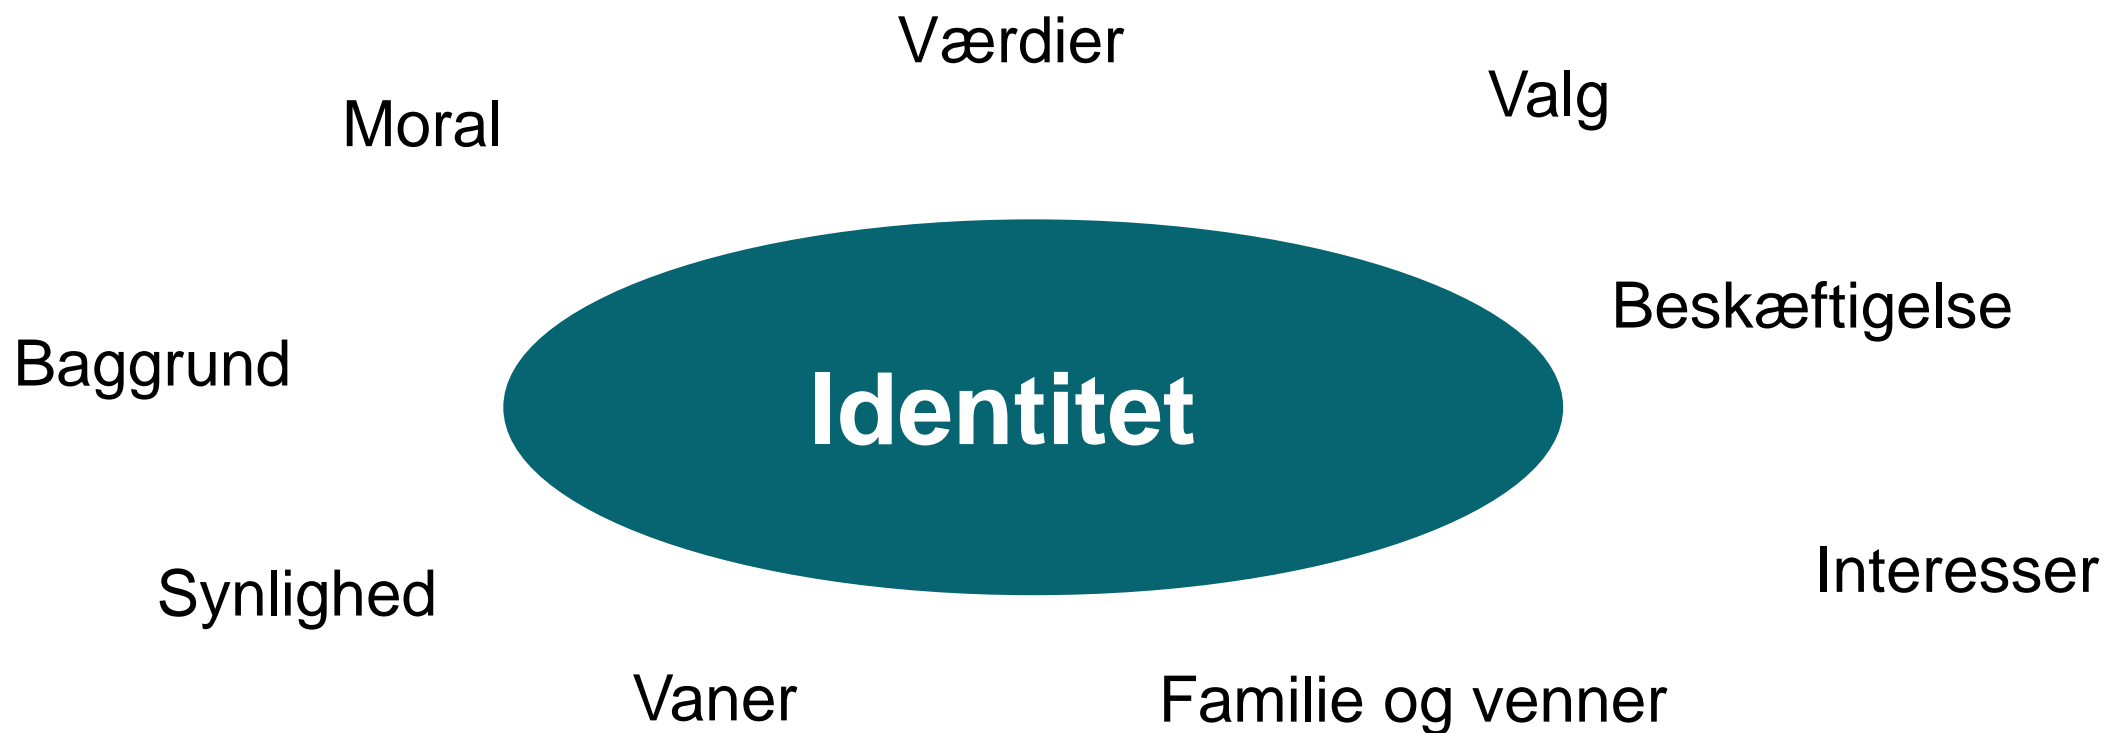 Værdier
Valg
Moral
Beskæftigelse
Baggrund
Identitet
Interesser
Synlighed
Vaner
Familie og venner